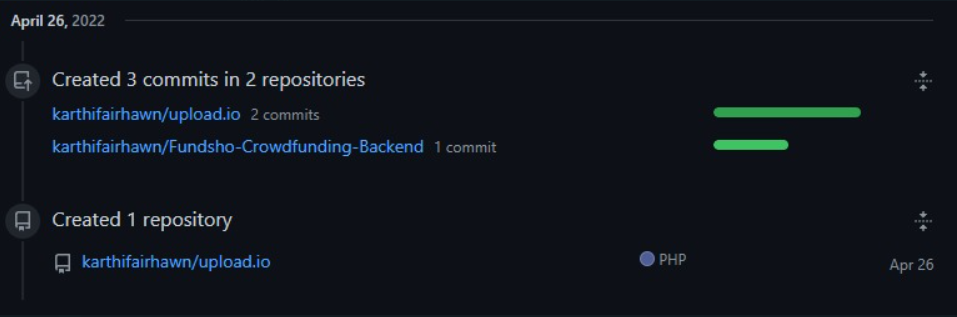 April 26, 2022
Created 3 commits in 2 repositories
karthifairhawn/upload.io 2 commits
karthifairhawn/Fundsho-Crowdfunding-Backend 1 commit
Created 1 repository
karthifairhawn/upload.io PHP Apr 26